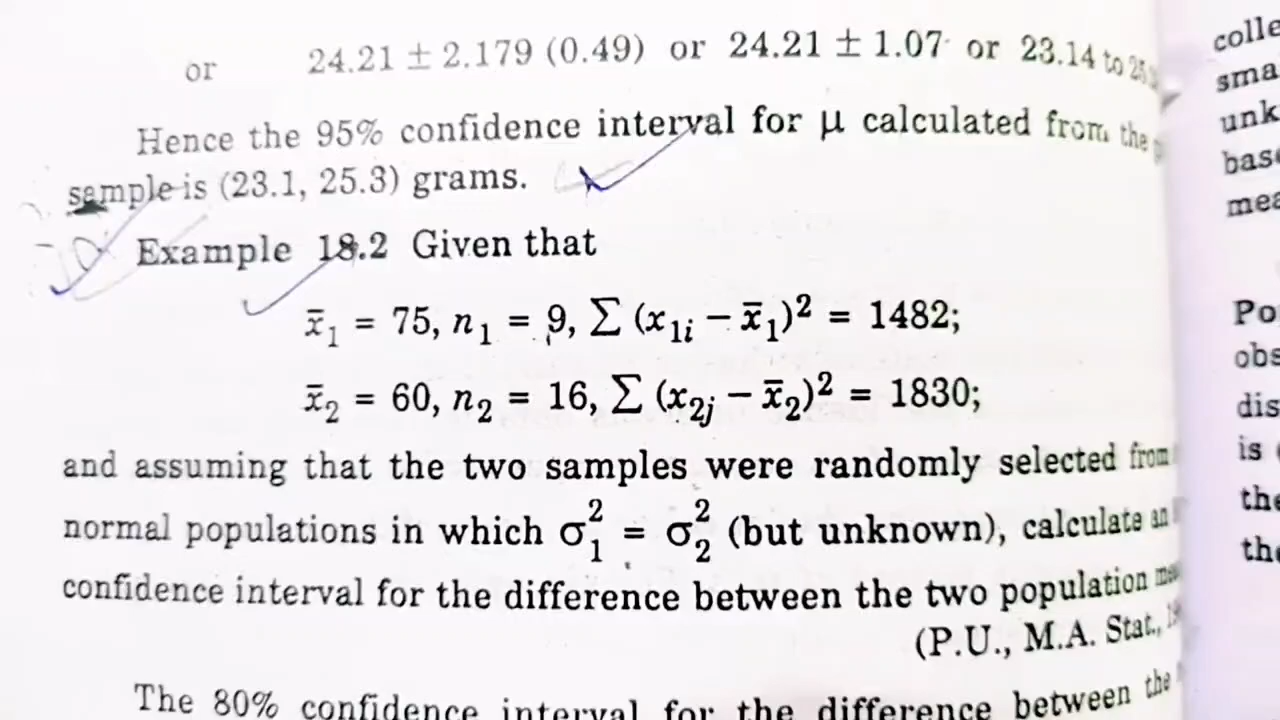 or 24.21 ± 2.179 (0.49) or 24.21 ± 1.07 or 23.14 to
Hence the 95% confidence interval for μ calculated from the
sample is (23.1, 25.3) grams.
Example 18.2 Given that
x̄₁ = 75, n₁ = 9, ∑ (x₁ᵢ − x̄₁)² = 1482;
x̄₂ = 60, n₂ = 16, ∑ (x₂ⱼ − x̄₂)² = 1830;
and assuming that the two samples were randomly selected from
normal populations in which σ₁² = σ₂² (but unknown), calculate an
confidence interval for the difference between the two population
(P.U., M.A. Stat.,
The 80% confidence interval for the difference between the
colle
sma
unk
base
mea
Po
obs
dis
is
the
the